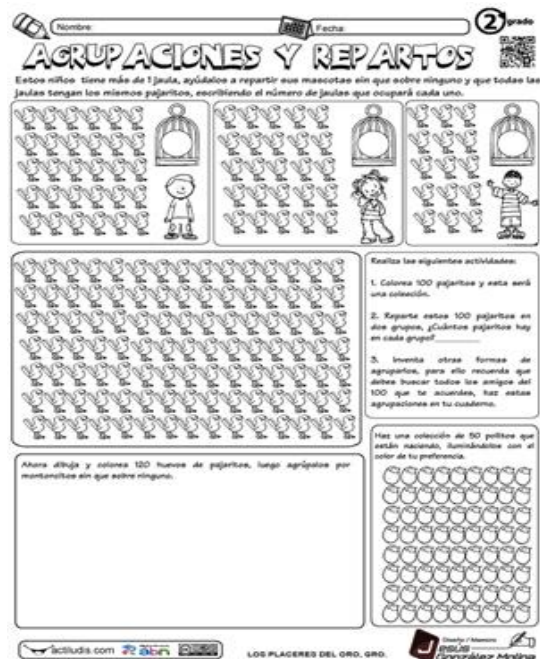 Nombre:
Fecha:
2 grado
AGRUPACIONES Y REPARTOS
Estos niños tiene más de 1 jaula, ayúdalos a repartir sus mascotas sin que sobre ninguno y que todas las
jaulas tengan los mismos pajaritos, escribiendo el número de jaulas que ocupará cada uno.
Realiza las siguientes actividades:
1. Colorea 100 pajaritos y esta será
una colección.
2. Reparte estos 100 pajaritos en
dos grupos, ¿Cuántos pajaritos hay
en cada grupo?
3. Inventa otras formas de
agruparlos, para ello recuerda que
debes buscar todos los amigos del
100 que te acuerdes, haz estas
agrupaciones en tu cuaderno.
Haz una colección de 50 pollitos que
están naciendo, iluminándolos con el
color de tu preferencia.
Ahora dibuja y colorea 120 huevos de pajaritos, luego agrúpalos por
montoncitos sin que sobre ninguno.
actiludis.com
abn
LOS PLACERES DEL ORO, GRO.
Diseño / Maestro
Jesús
González Molina